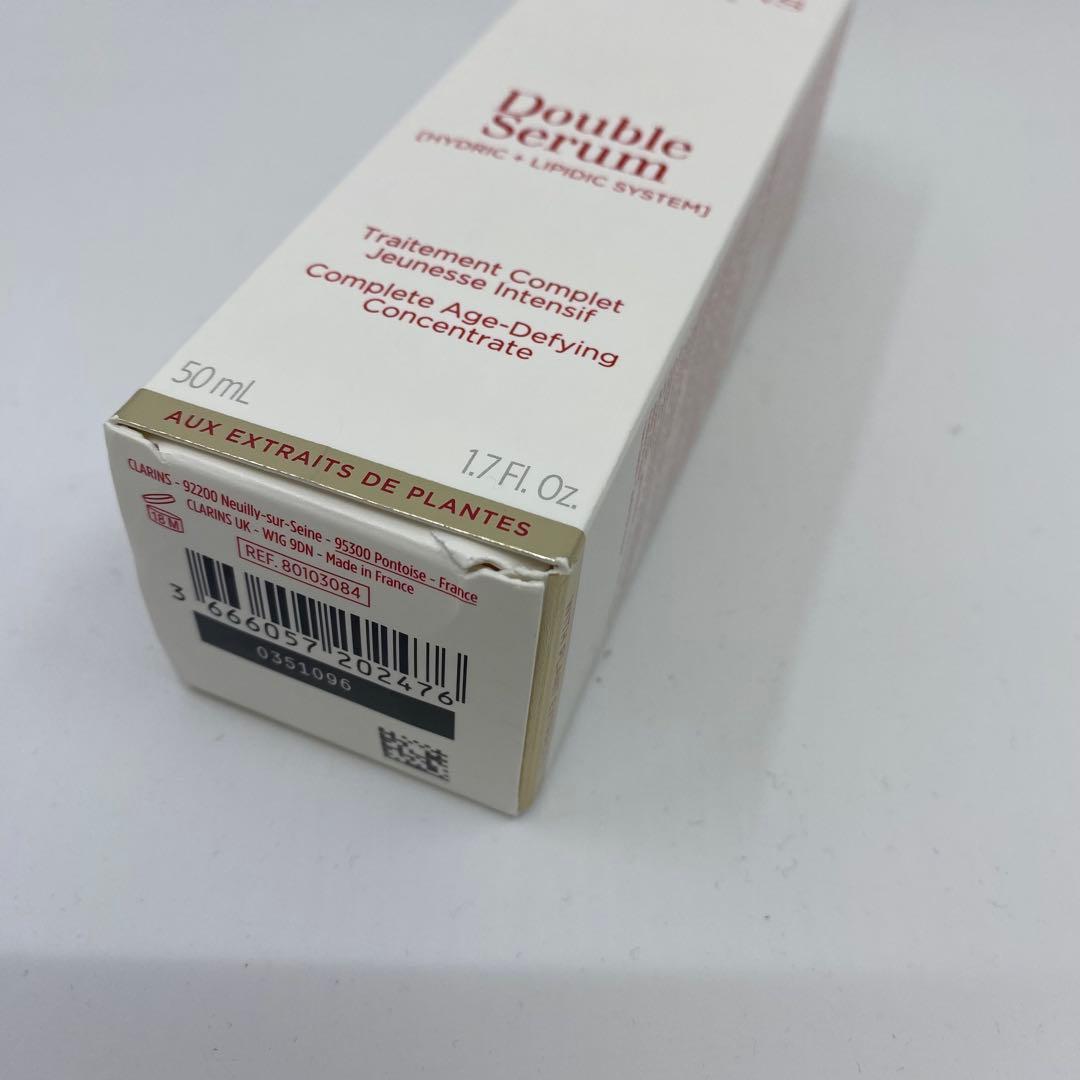 Double
Serum
[HYDRIC + LIPIDIC SYSTEM]
Traitement Complet
Jeunesse Intensif
Complete Age-Defying
Concentrate
50 mL
1.7 Fl. Oz.
AUX EXTRAITS DE PLANTES
CLARINS - 92200 Neuilly-sur-Seine - 95300 Pontoise - France
CLARINS UK - W1G 9DN - Made in France
18 M
REF. 80103084
3 666057 202476
0351096